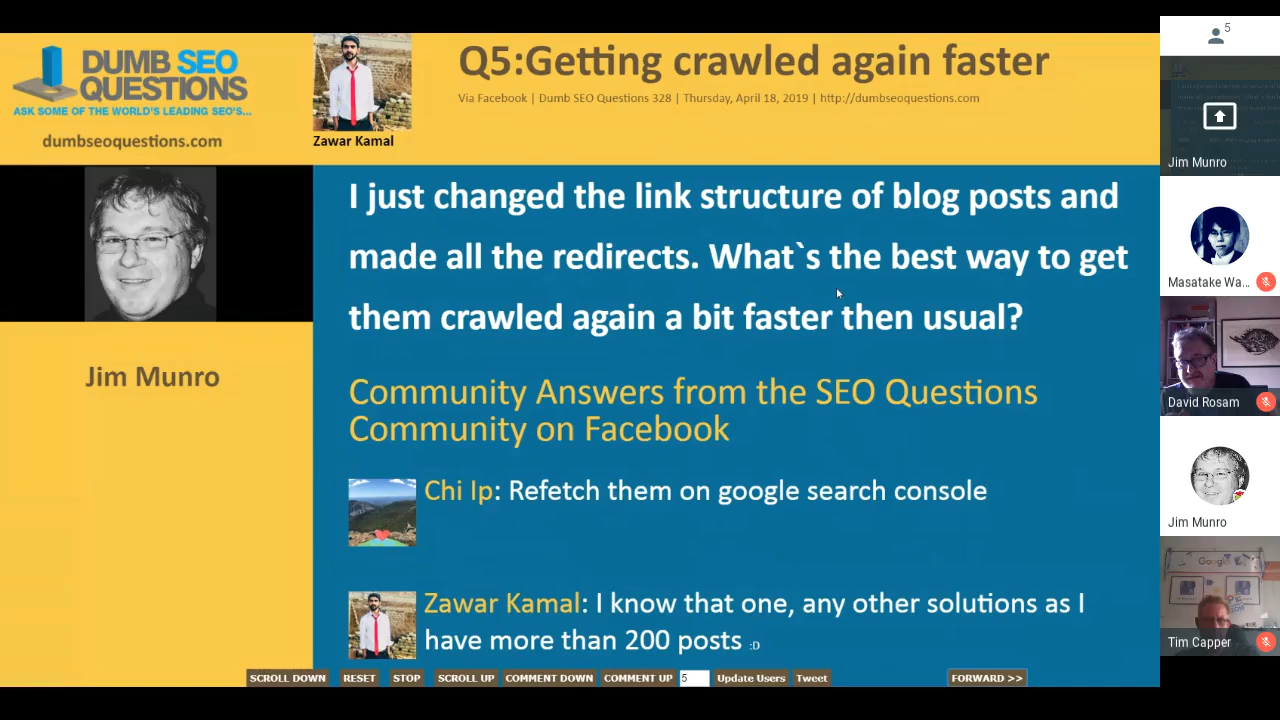 DUMB SEO
QUESTIONS
ASK SOME OF THE WORLD'S LEADING SEO'S...
dumbseoquestions.com
Zawar Kamal
Q5:Getting crawled again faster
Via Facebook | Dumb SEO Questions 328 | Thursday, April 18, 2019 | http://dumbseoquestions.com
Jim Munro
I just changed the link structure of blog posts and
made all the redirects. What`s the best way to get
them crawled again a bit faster then usual?
Community Answers from the SEO Questions
Community on Facebook
Chi Ip: Refetch them on google search console
Zawar Kamal: I know that one, any other solutions as I
have more than 200 posts :D
SCROLL DOWN RESET STOP SCROLL UP COMMENT DOWN COMMENT UP 5 Update Users Tweet FORWARD >>
5
Jim Munro
Masatake Wa...
David Rosam
Jim Munro
Google
Tim Capper